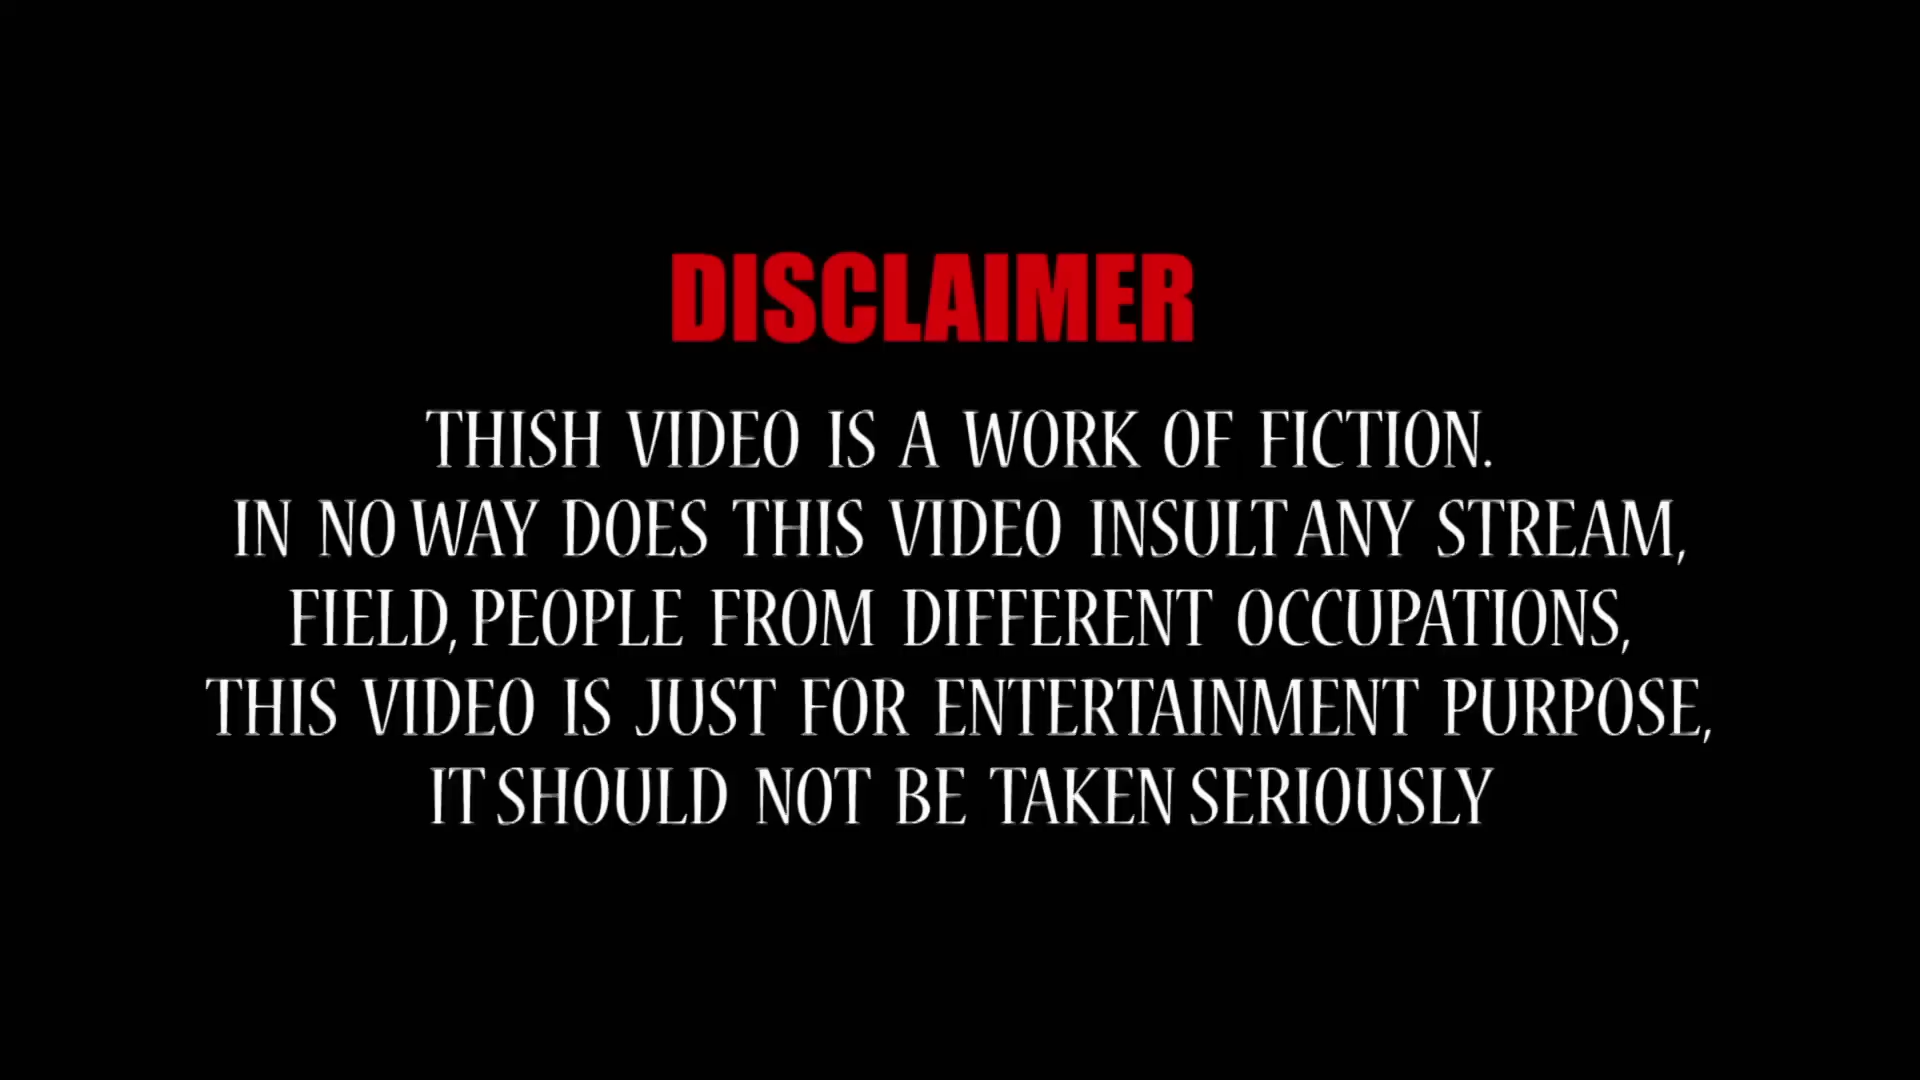 DISCLAIMER
THISH VIDEO IS A WORK OF FICTION.
IN NO WAY DOES THIS VIDEO INSULT ANY STREAM,
FIELD, PEOPLE FROM DIFFERENT OCCUPATIONS,
THIS VIDEO IS JUST FOR ENTERTAINMENT PURPOSE,
IT SHOULD NOT BE TAKEN SERIOUSLY